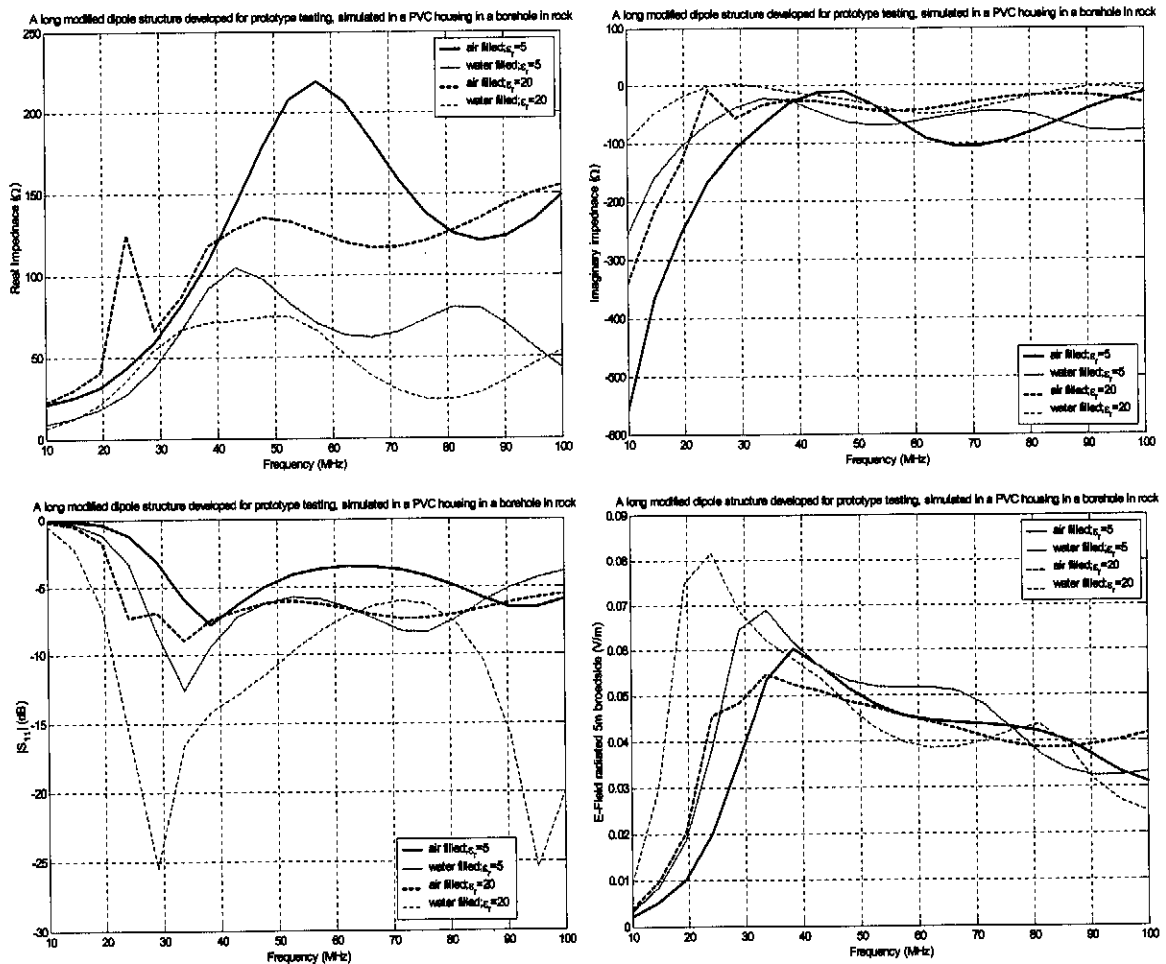 A long modified dipole structure developed for prototype testing, simulated in a PVC housing in a borehole in rock
250
200
150
100
50
0
Real Impednace (Ω)
air filled;εr=5
water filled;εr=5
air filled;εr=20
water filled;εr=20
10 20 30 40 50 60 70 80 90 100
Frequency (MHz)
A long modified dipole structure developed for prototype testing, simulated in a PVC housing in a borehole in rock
100
0
-100
-200
-300
-400
-500
-600
Imaginary impednace (Ω)
air filled;εr=5
water filled;εr=5
air filled;εr=20
water filled;εr=20
10 20 30 40 50 60 70 80 90 100
Frequency (MHz)
A long modified dipole structure developed for prototype testing, simulated in a PVC housing in a borehole in rock
0
-5
-10
-15
-20
-25
-30
|S11| (dB)
air filled;εr=5
water filled;εr=5
air filled;εr=20
water filled;εr=20
10 20 30 40 50 60 70 80 90 100
Frequency (MHz)
A long modified dipole structure developed for prototype testing, simulated in a PVC housing in a borehole in rock
0.09
0.08
0.07
0.06
0.05
0.04
0.03
0.02
0.01
0
E-Field radiated 5m broadside (V/m)
air filled;εr=5
water filled;εr=5
air filled;εr=20
water filled;εr=20
10 20 30 40 50 60 70 80 90 100
Frequency (MHz)